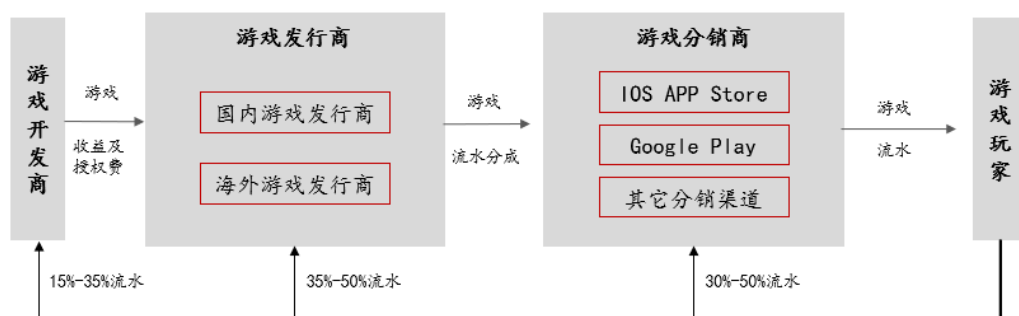 游戏开发商
游戏
收益及
授权费
游戏发行商
国内游戏发行商
海外游戏发行商
游戏
流水分成
游戏分销商
IOS APP Store
Google Play
其它分销渠道
游戏
流水
游戏玩家
15%-35%流水
35%-50%流水
30%-50%流水